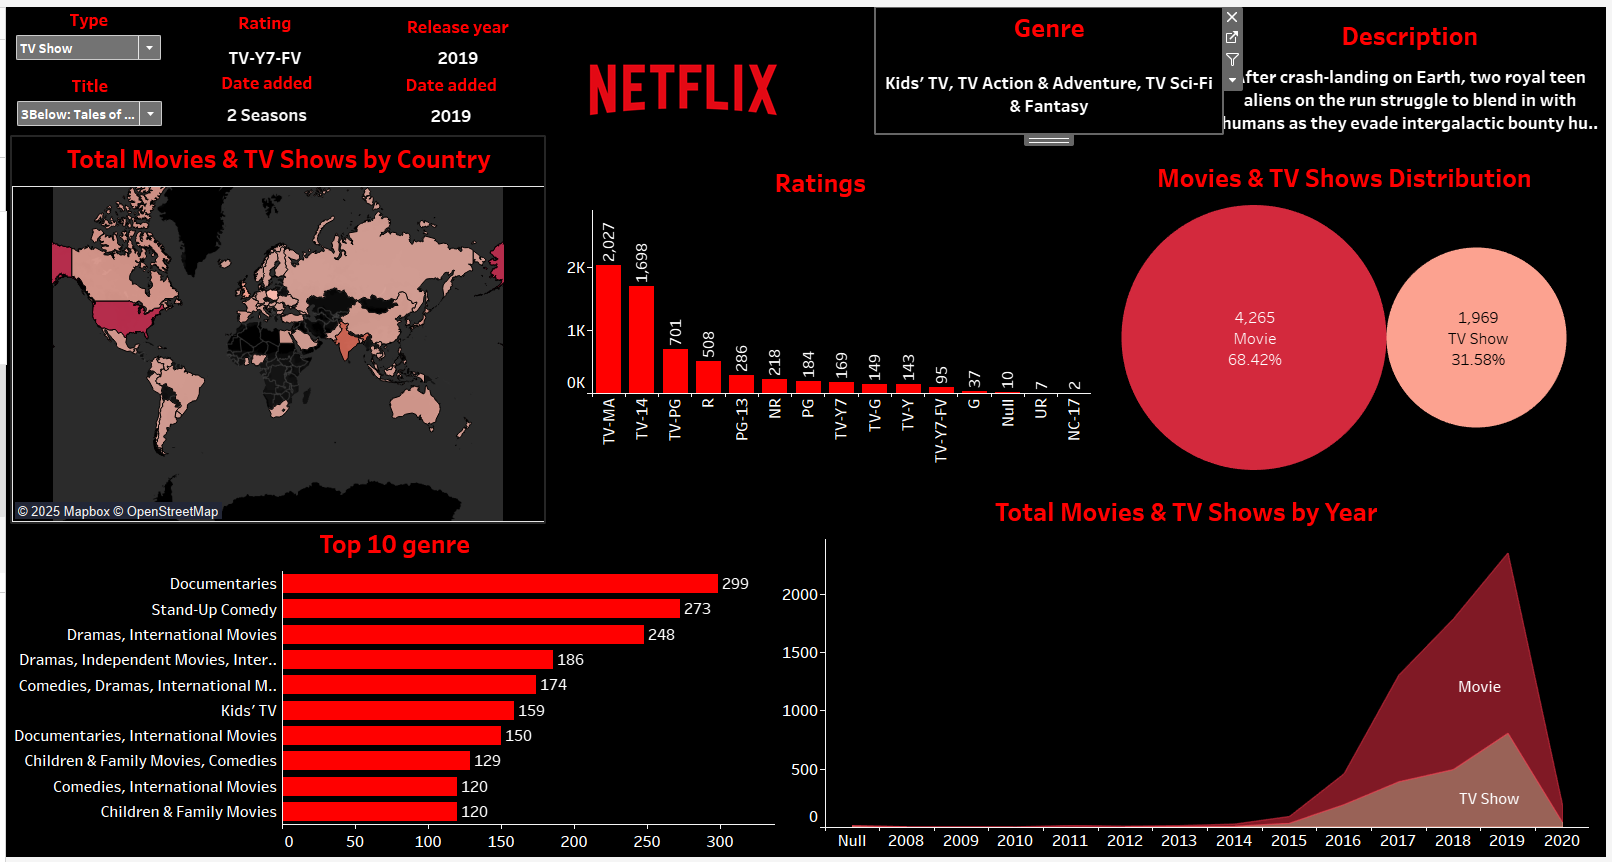 Type
TV Show
Title
3Below: Tales of ...
Rating
TV-Y7-FV
Date added
2 Seasons
Release year
2019
Date added
2019
NETFLIX
Genre
Kids’ TV, TV Action & Adventure, TV Sci-Fi
& Fantasy
Description
After crash-landing on Earth, two royal teen
aliens on the run struggle to blend in with
humans as they evade intergalactic bounty hu..
Total Movies & TV Shows by Country
© 2025 Mapbox © OpenStreetMap
Ratings
2K
1K
0K
2,027
1,698
701
508
286
218
184
169
149
143
95
37
10
7
2
TV-MA
TV-14
TV-PG
R
PG-13
NR
PG
TV-Y7
TV-G
TV-Y
TV-Y7-FV
G
Null
UR
NC-17
Movies & TV Shows Distribution
4,265
Movie
68.42%
1,969
TV Show
31.58%
Top 10 genre
Documentaries 299
Stand-Up Comedy 273
Dramas, International Movies 248
Dramas, Independent Movies, Inter.. 186
Comedies, Dramas, International M.. 174
Kids’ TV 159
Documentaries, International Movies 150
Children & Family Movies, Comedies 129
Comedies, International Movies 120
Children & Family Movies 120
0 50 100 150 200 250 300
Total Movies & TV Shows by Year
2000
1500
1000
500
0
Movie
TV Show
Null 2008 2009 2010 2011 2012 2013 2014 2015 2016 2017 2018 2019 2020